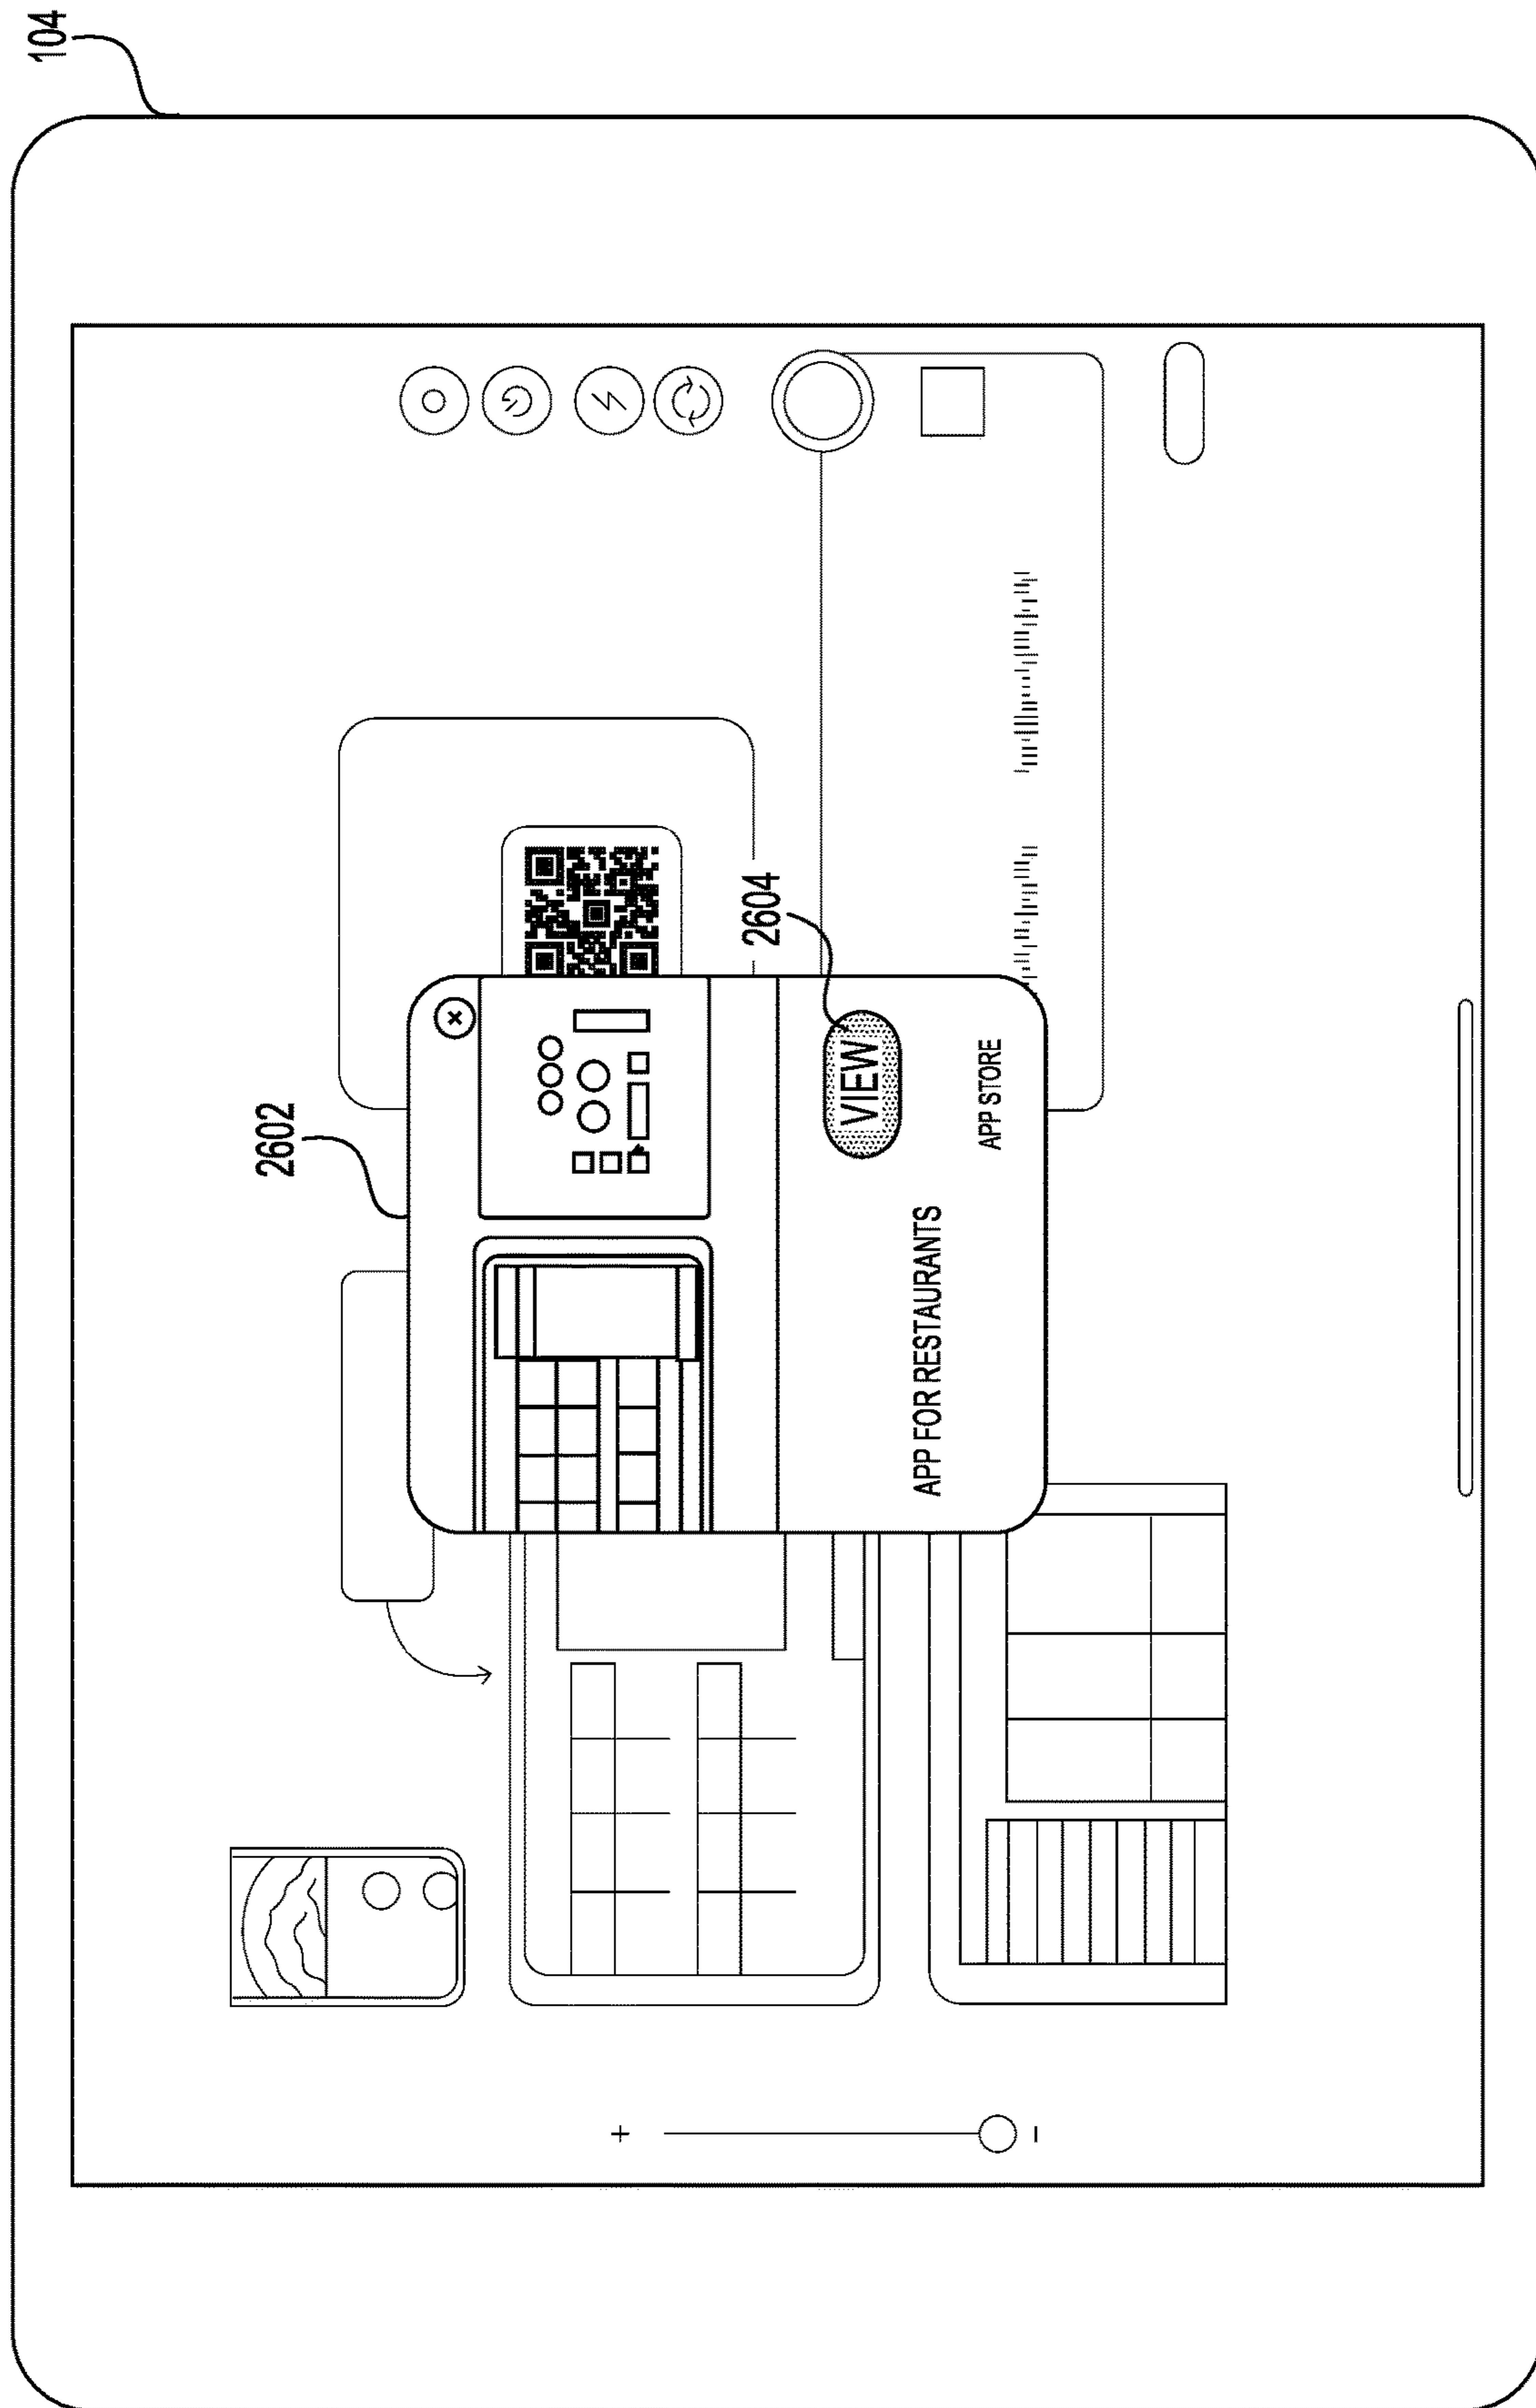 104
2602
2604
VIEW
APP FOR RESTAURANTS
APP STORE
+
-